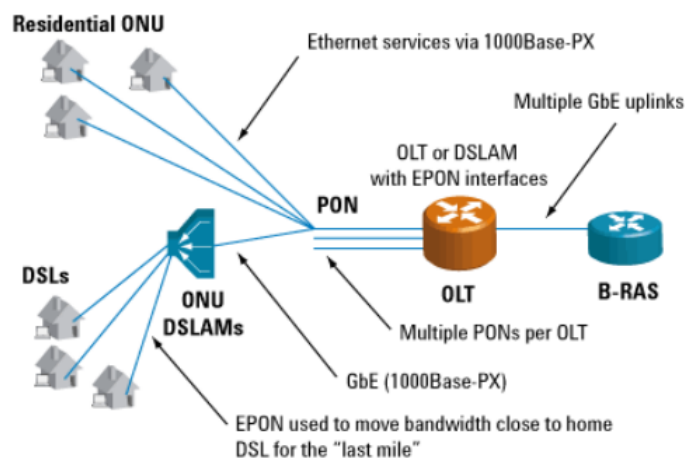 Residential ONU
Ethernet services via 1000Base-PX
Multiple GbE uplinks
OLT or DSLAM
with EPON interfaces
PON
DSLs
ONU
DSLAMs
OLT
B-RAS
Multiple PONs per OLT
GbE (1000Base-PX)
EPON used to move bandwidth close to home
DSL for the “last mile”